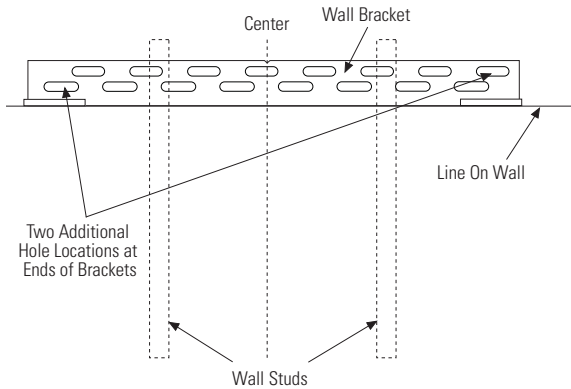 Center
Wall Bracket
Line On Wall
Two Additional
Hole Locations at
Ends of Brackets
Wall Studs